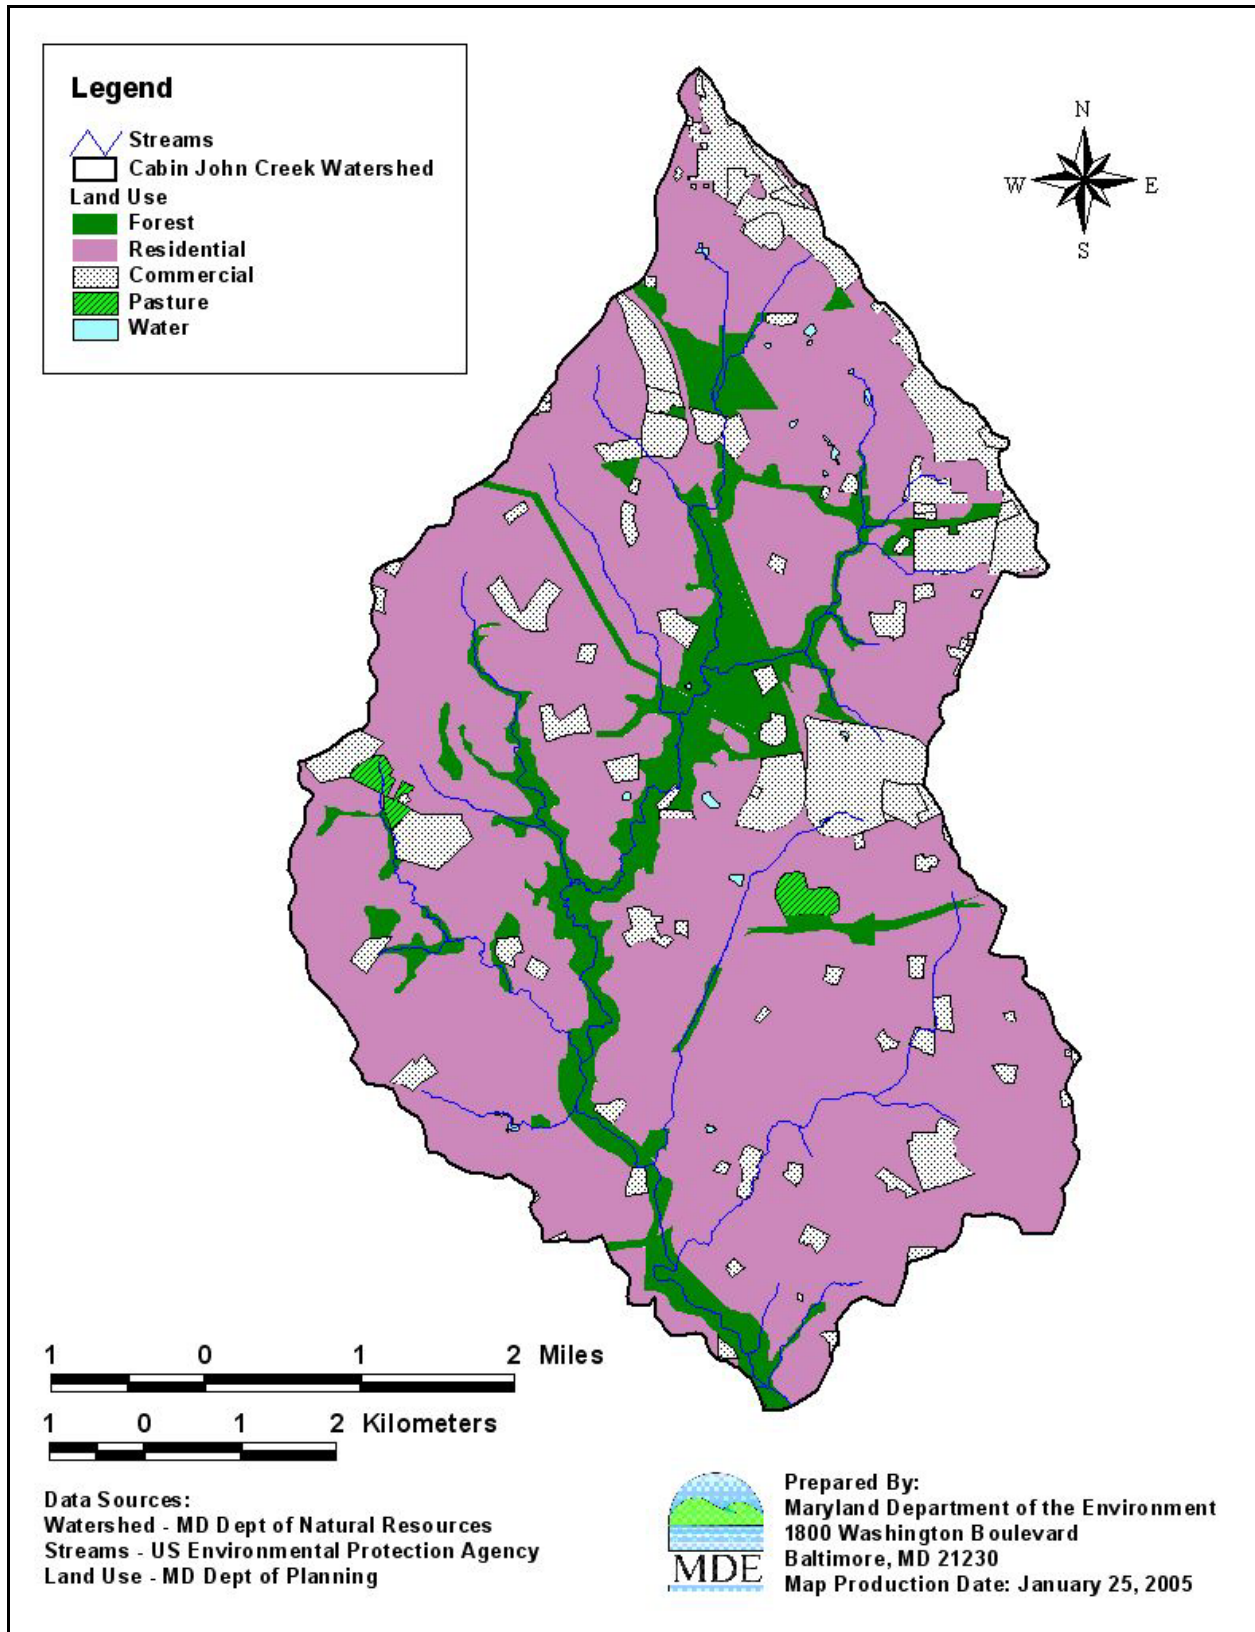 Legend
Streams
Cabin John Creek Watershed
Land Use
Forest
Residential
Commercial
Pasture
Water
N
W E
S
1 0 1 2 Miles
1 0 1 2 Kilometers
Data Sources:
Watershed - MD Dept of Natural Resources
Streams - US Environmental Protection Agency
Land Use - MD Dept of Planning
MDE
Prepared By:
Maryland Department of the Environment
1800 Washington Boulevard
Baltimore, MD 21230
Map Production Date: January 25, 2005